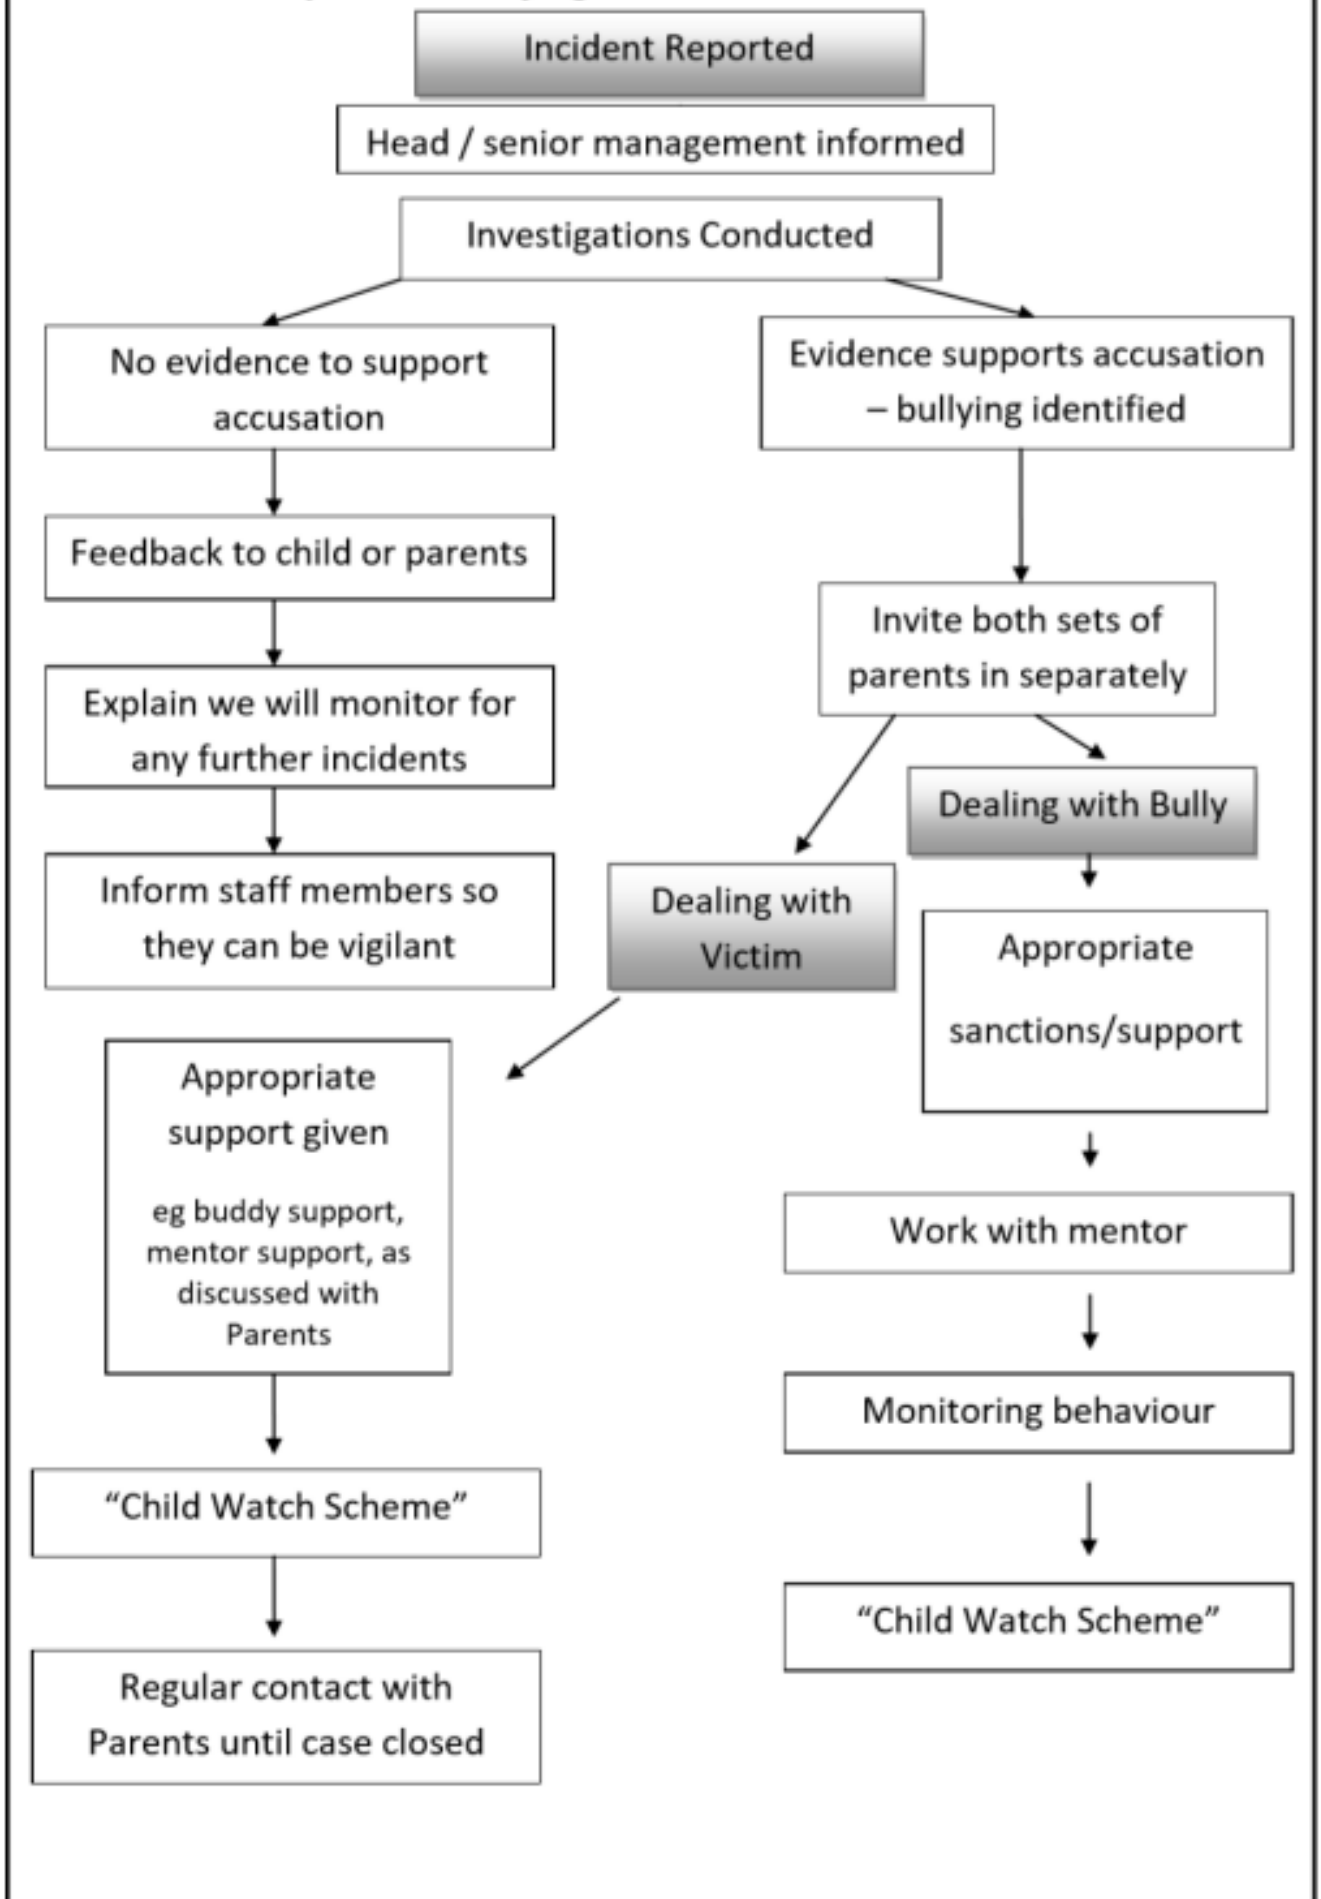 Incident Reported
Head / senior management informed
Investigations Conducted
No evidence to support
accusation
Feedback to child or parents
Explain we will monitor for
any further incidents
Inform staff members so
they can be vigilant
Evidence supports accusation
– bullying identified
Invite both sets of
parents in separately
Dealing with
Victim
Appropriate
support given
eg buddy support,
mentor support, as
discussed with
Parents
“Child Watch Scheme”
Regular contact with
Parents until case closed
Dealing with Bully
Appropriate
sanctions/support
Work with mentor
Monitoring behaviour
“Child Watch Scheme”